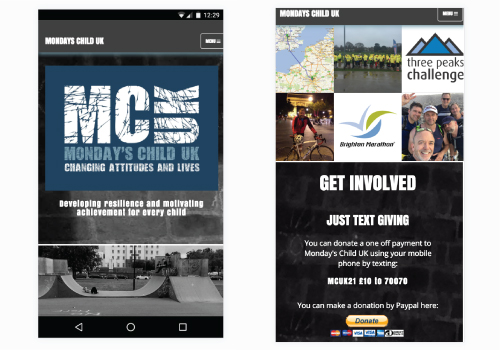 12:29
MONDAYS CHILD UK
MENU
MC UK
MONDAY'S CHILD UK
CHANGING ATTITUDES AND LIVES
Developing resilience and motivating
achievement for every child
MONDAYS CHILD UK
MENU
three peaks
challenge
Brighton Marathon
GET INVOLVED
JUST TEXT GIVING
You can donate a one off payment to
Monday's Child UK using your mobile
phone by texting:
MCUK21 £10 to 70070
You can make a donation by Paypal here:
Donate